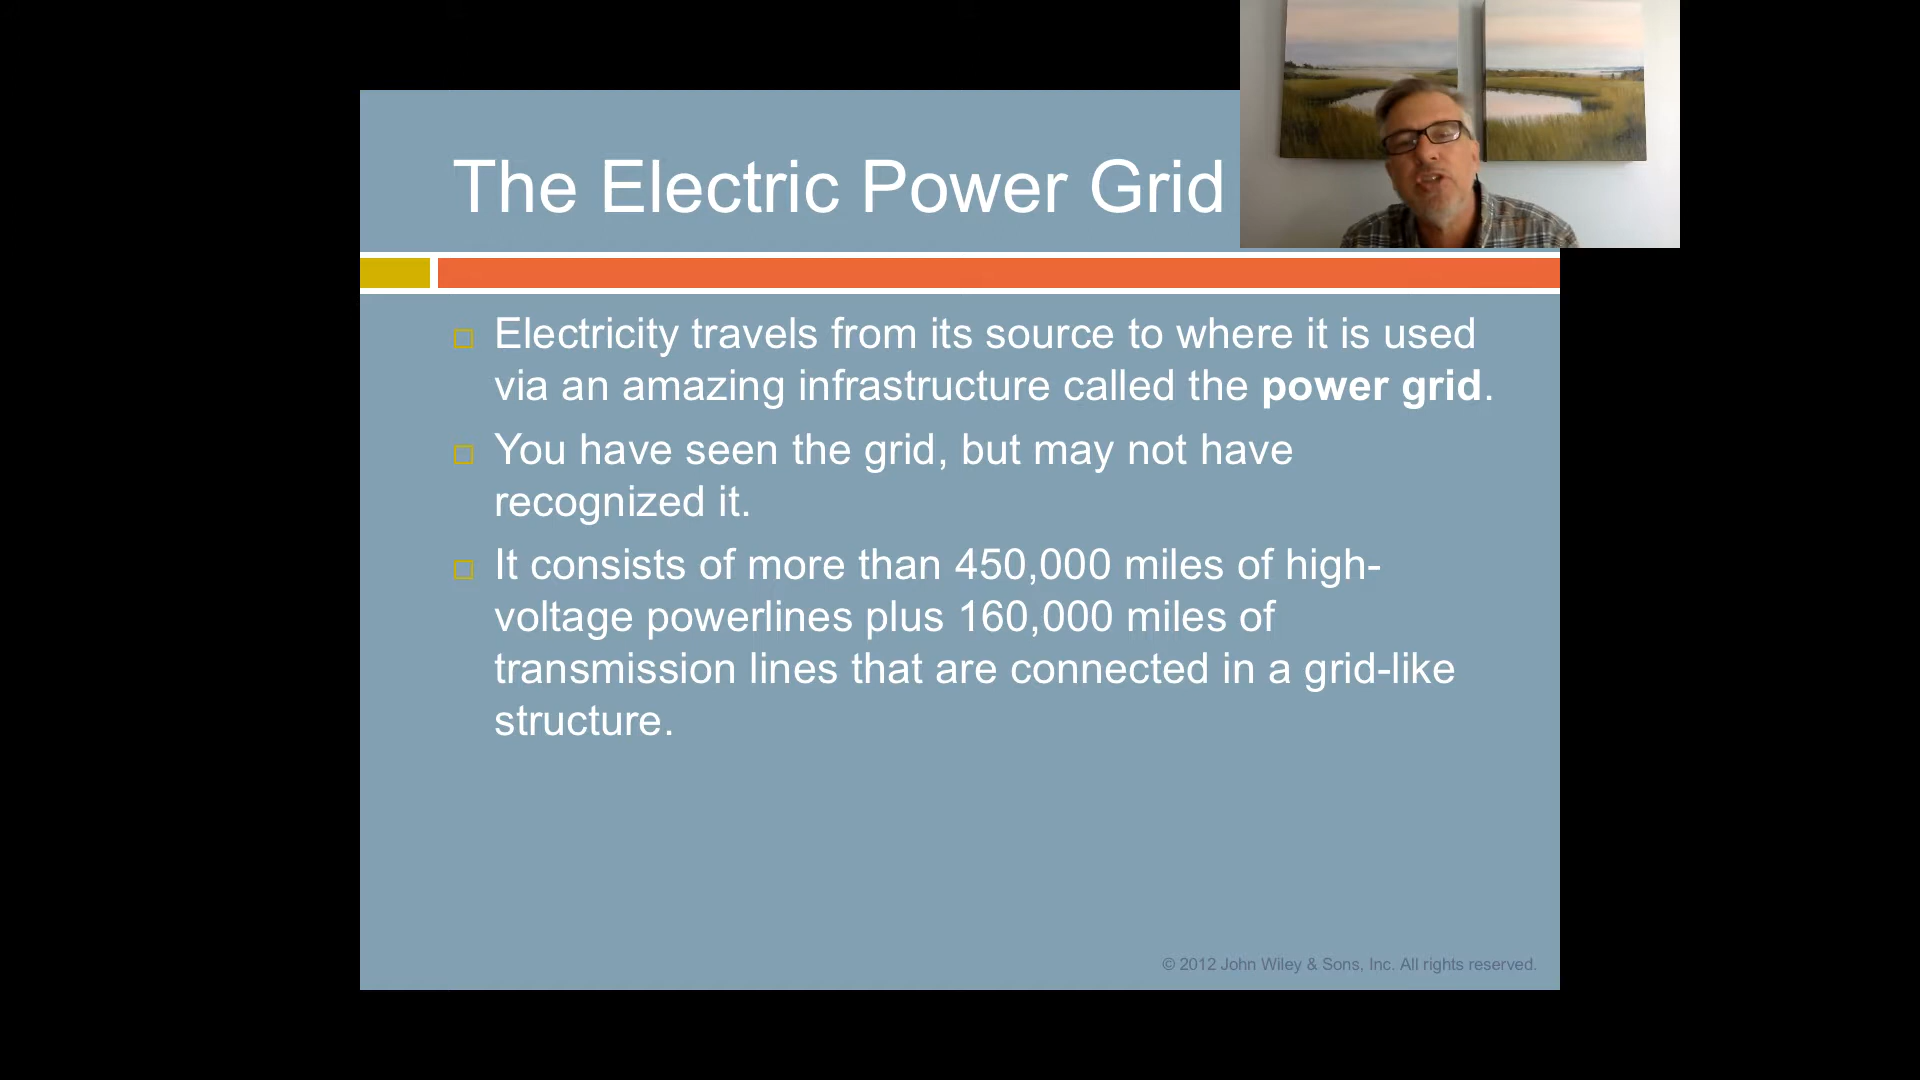 The Electric Power Grid
Electricity travels from its source to where it is used
via an amazing infrastructure called the power grid.
You have seen the grid, but may not have
recognized it.
It consists of more than 450,000 miles of high-
voltage powerlines plus 160,000 miles of
transmission lines that are connected in a grid-like
structure.
© 2012 John Wiley & Sons, Inc. All rights reserved.